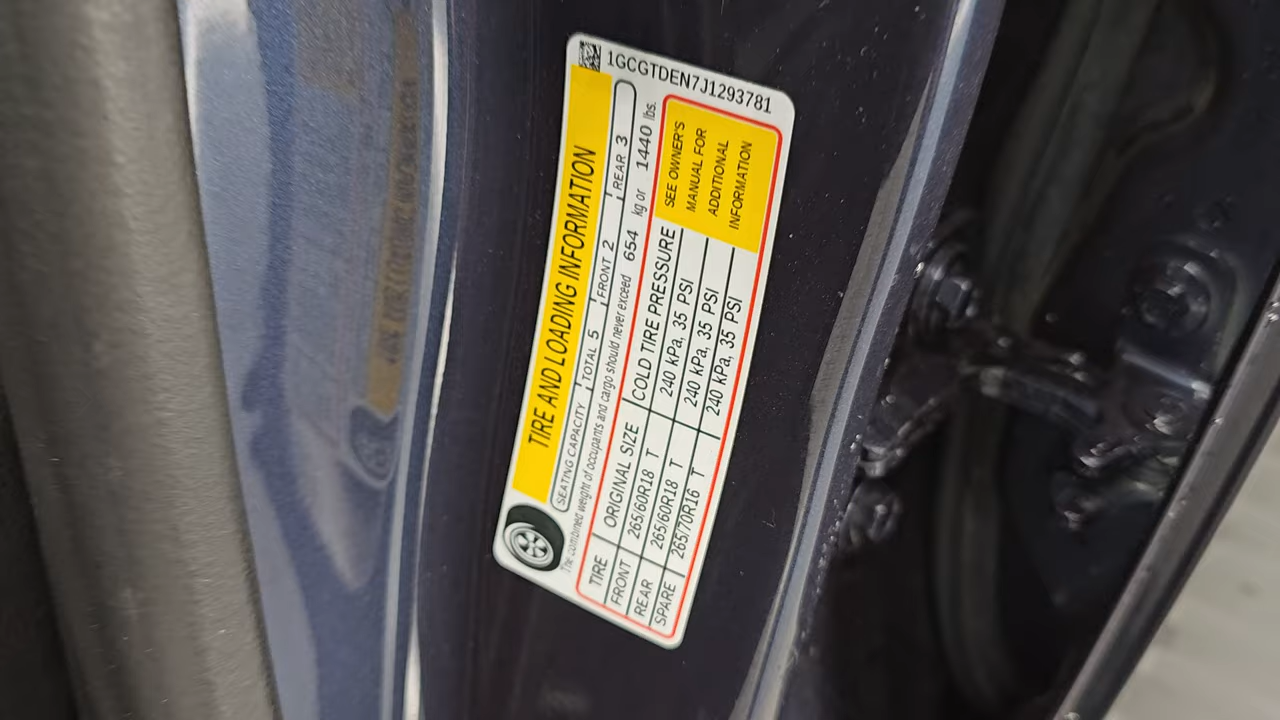 1GCGTDEN7J1293781
TIRE AND LOADING INFORMATION
SEATING CAPACITY TOTAL 5 FRONT 2 REAR 3
The combined weight of occupants and cargo should never exceed 654 kg or 1440 lbs.
TIRE ORIGINAL SIZE COLD TIRE PRESSURE
FRONT 265/60R18 T 240 kPa, 35 PSI
REAR 265/60R18 T 240 kPa, 35 PSI
SPARE 265/70R16 T 240 kPa, 35 PSI
SEE OWNER'S
MANUAL FOR
ADDITIONAL
INFORMATION